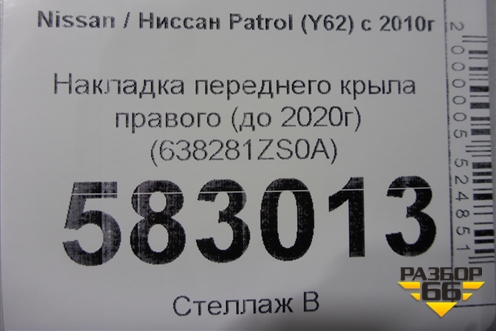 Nissan / Ниссан Patrol (Y62) с 2010г
Накладка переднего крыла
правого (до 2020г)
(638281ZS0A)
583013
Стеллаж В
2000005524851
РАЗБОР
66